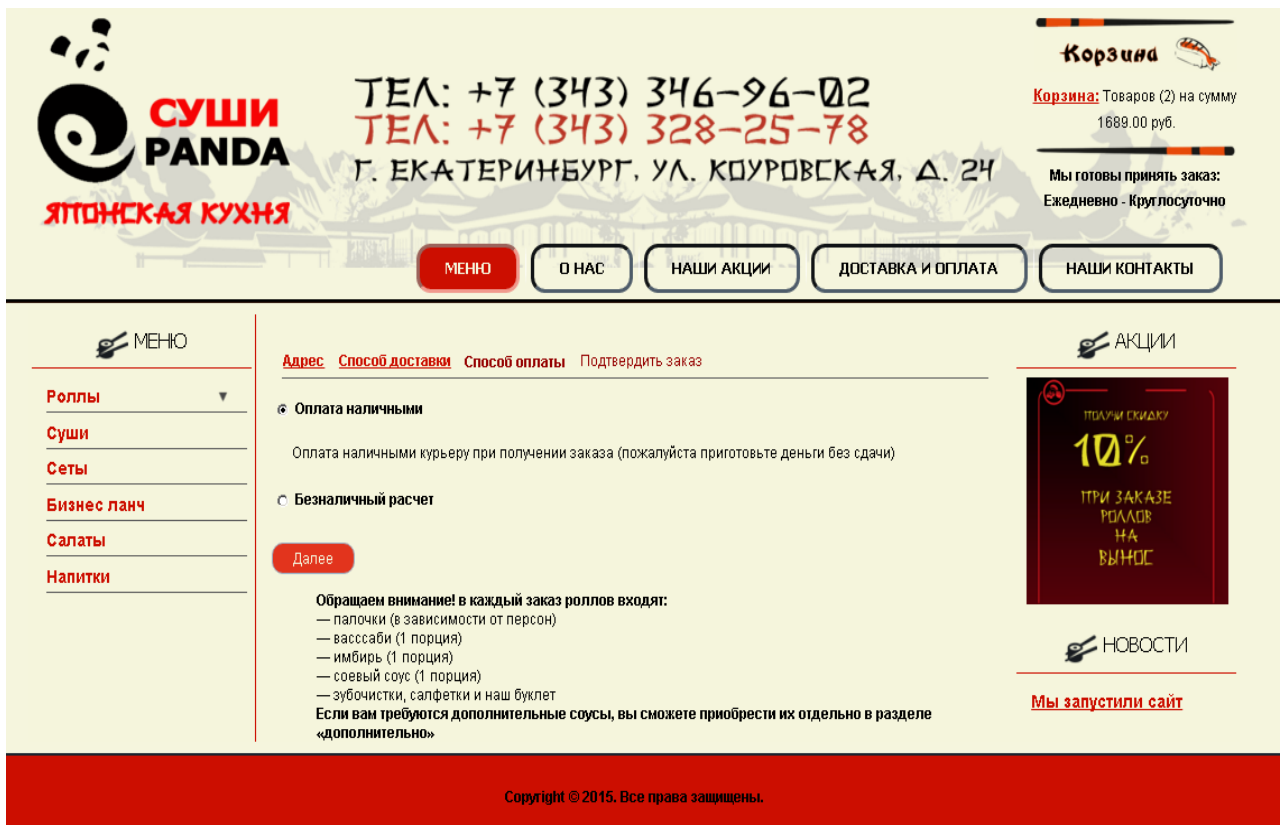 СУШИ
PANDA
ЯПОНСКАЯ КУХНЯ
ТЕЛ: +7 (343) 346-96-02
ТЕЛ: +7 (343) 328-25-78
Г. ЕКАТЕРИНБУРГ, УЛ. КОУРОВСКАЯ, Д. 24
Корзина
Корзина: Товаров (2) на сумму
1689.00 руб.
Мы готовы принять заказ:
Ежедневно - Круглосуточно
МЕНЮ
О НАС
НАШИ АКЦИИ
ДОСТАВКА И ОПЛАТА
НАШИ КОНТАКТЫ
МЕНЮ
Роллы ▼
Суши
Сеты
Бизнес ланч
Салаты
Напитки
Адрес Способ доставки Способ оплаты Подтвердить заказ
Оплата наличными
Оплата наличными курьеру при получении заказа (пожалуйста приготовьте деньги без сдачи)
Безналичный расчет
Далее
Обращаем внимание! в каждый заказ роллов входят:
— палочки (в зависимости от персон)
— васссаби (1 порция)
— имбирь (1 порция)
— соевый соус (1 порция)
— зубочистки, салфетки и наш буклет
Если вам требуются дополнительные соусы, вы сможете приобрести их отдельно в разделе
«дополнительно»
АКЦИИ
ПОЛУЧИ СКИДКУ
10%
ПРИ ЗАКАЗЕ
РОЛЛОВ
НА
ВЫНОС
НОВОСТИ
Мы запустили сайт
Copyright © 2015. Все права защищены.